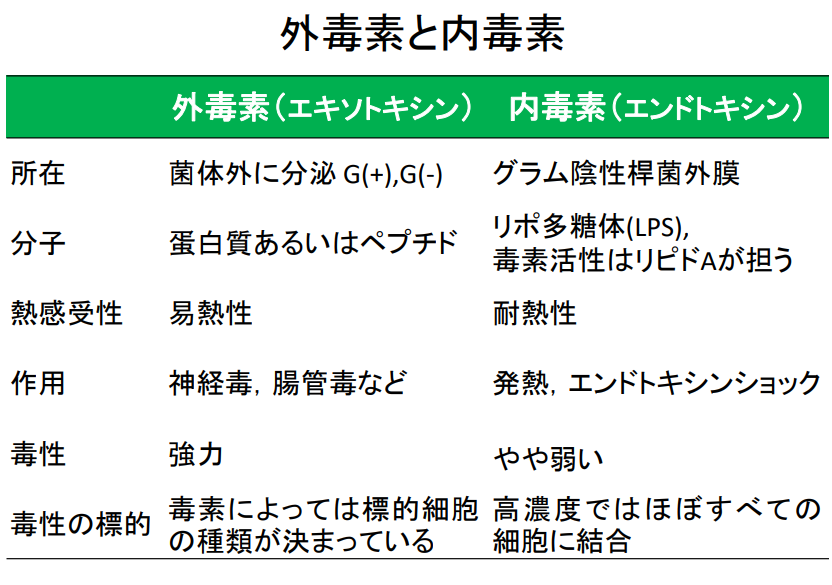 外毒素と内毒素
外毒素（エキソトキシン） 内毒素（エンドトキシン）
所在 菌体外に分泌 G(+),G(-) グラム陰性桿菌外膜
分子 蛋白質あるいはペプチド リポ多糖体(LPS),
毒素活性はリピドAが担う
熱感受性 易熱性 耐熱性
作用 神経毒，腸管毒など 発熱，エンドトキシンショック
毒性 強力 やや弱い
毒性の標的 毒素によっては標的細胞 高濃度ではほぼすべての
の種類が決まっている 細胞に結合